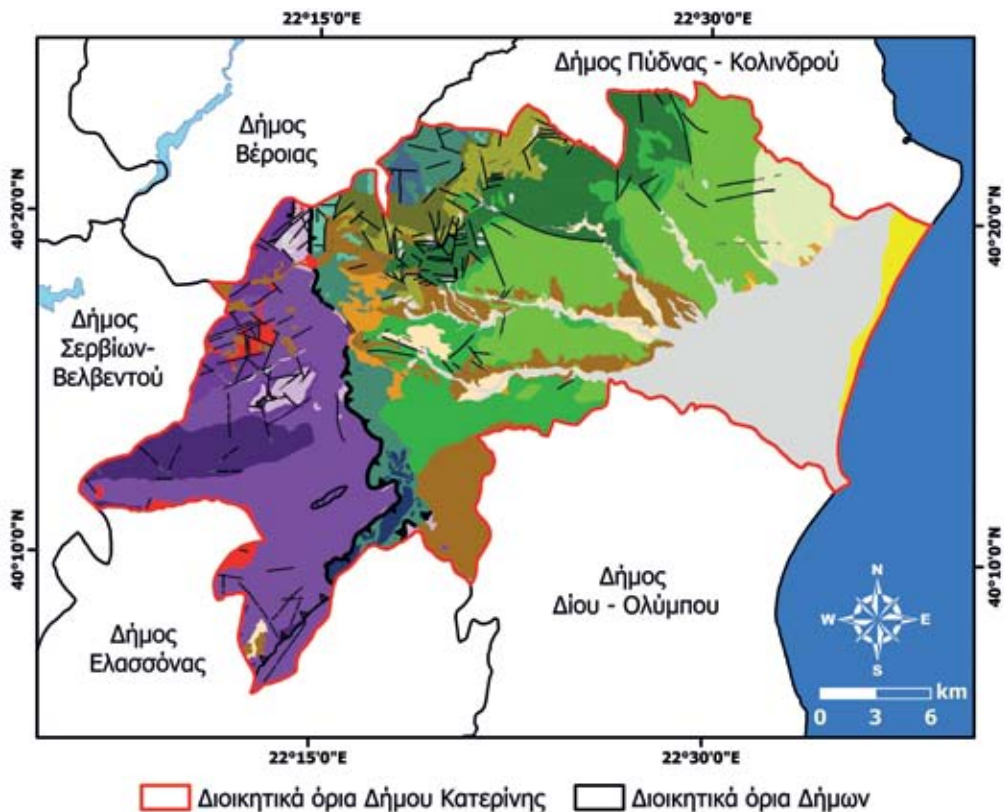 22°15'0"E
22°30'0"E
Δήμος Πύδνας - Κολινδρού
Δήμος
Βέροιας
40°20'0"N
40°20'0"N
Δήμος
Σερβίων-
Βελβεντού
40°10'0"N
40°10'0"N
Δήμος
Δίου - Ολύμπου
Δήμος
Ελασσόνας
N
W
E
S
km
0 3 6
22°15'0"E
22°30'0"E
Διοικητικά όρια Δήμου Κατερίνης
Διοικητικά όρια Δήμων